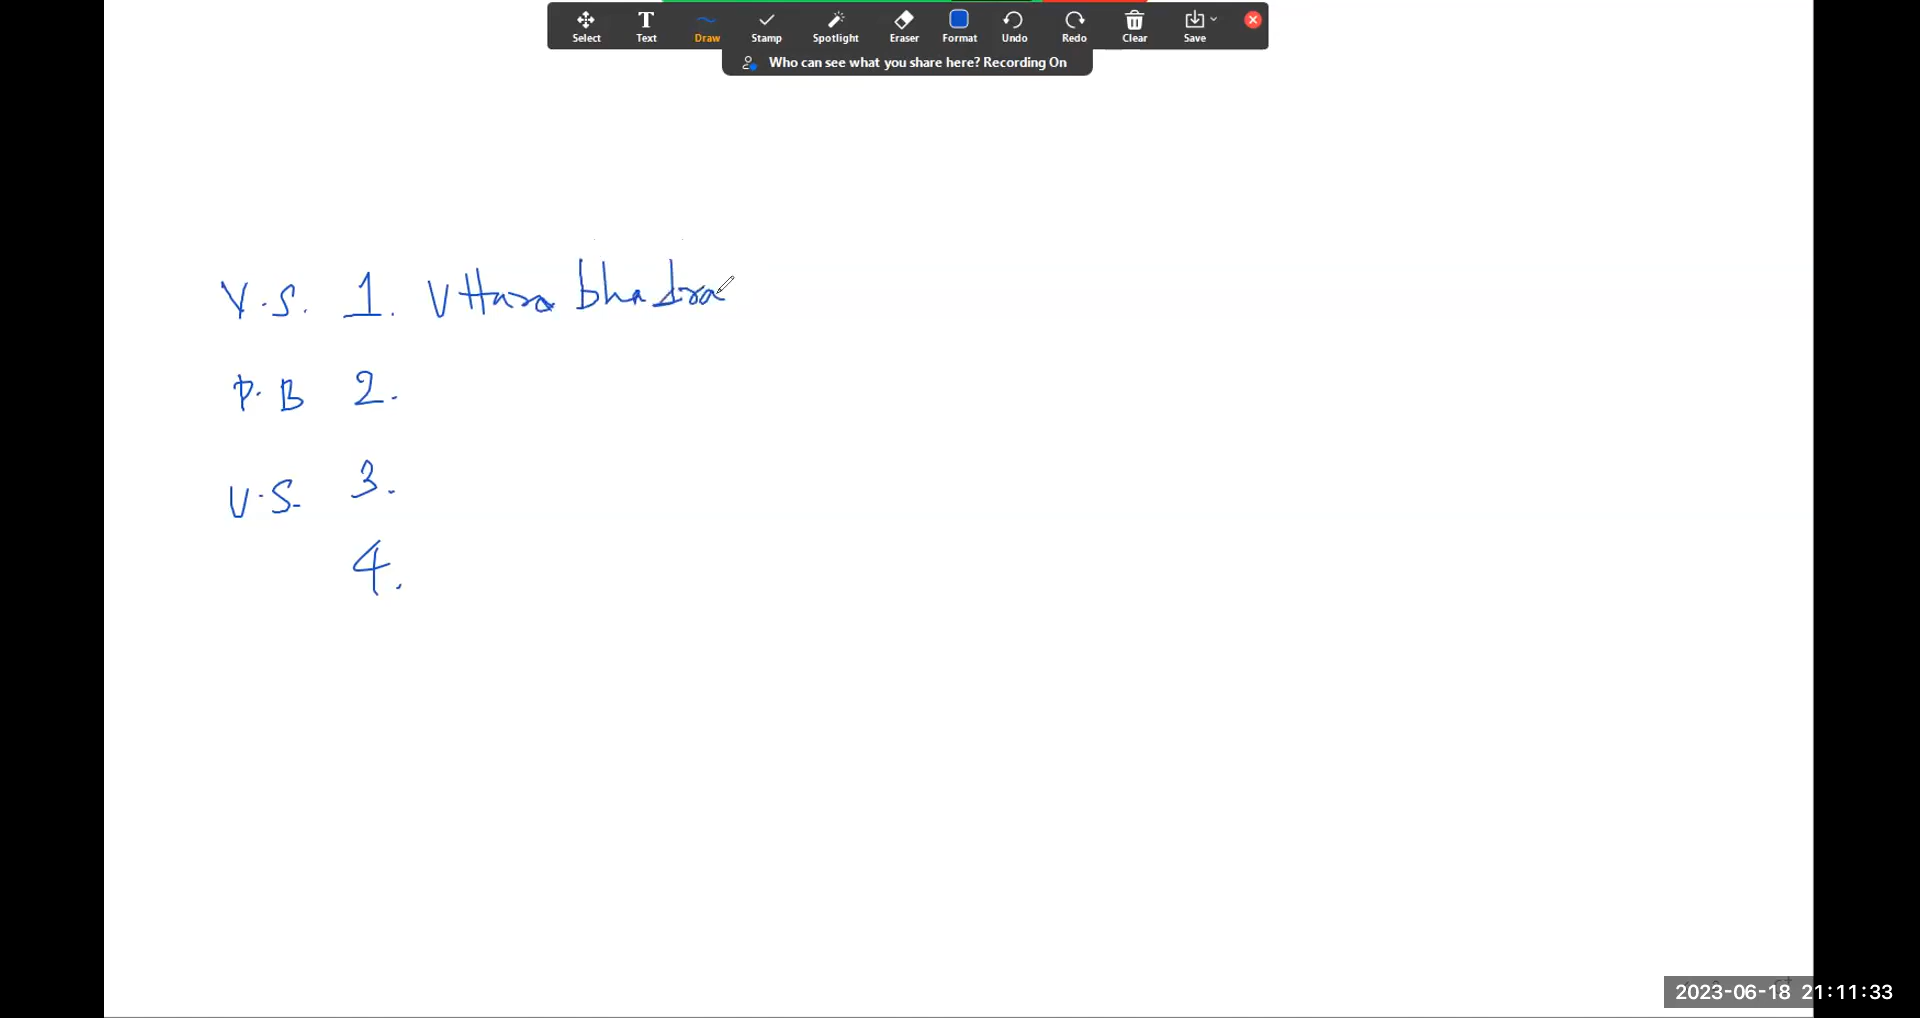 Select Text Draw Stamp Spotlight Eraser Format Undo Redo Clear Save
Who can see what you share here? Recording On
V.S. 1. Uttara bhadra
P.B 2.
U.S. 3.
4.
2023-06-18 21:11:33